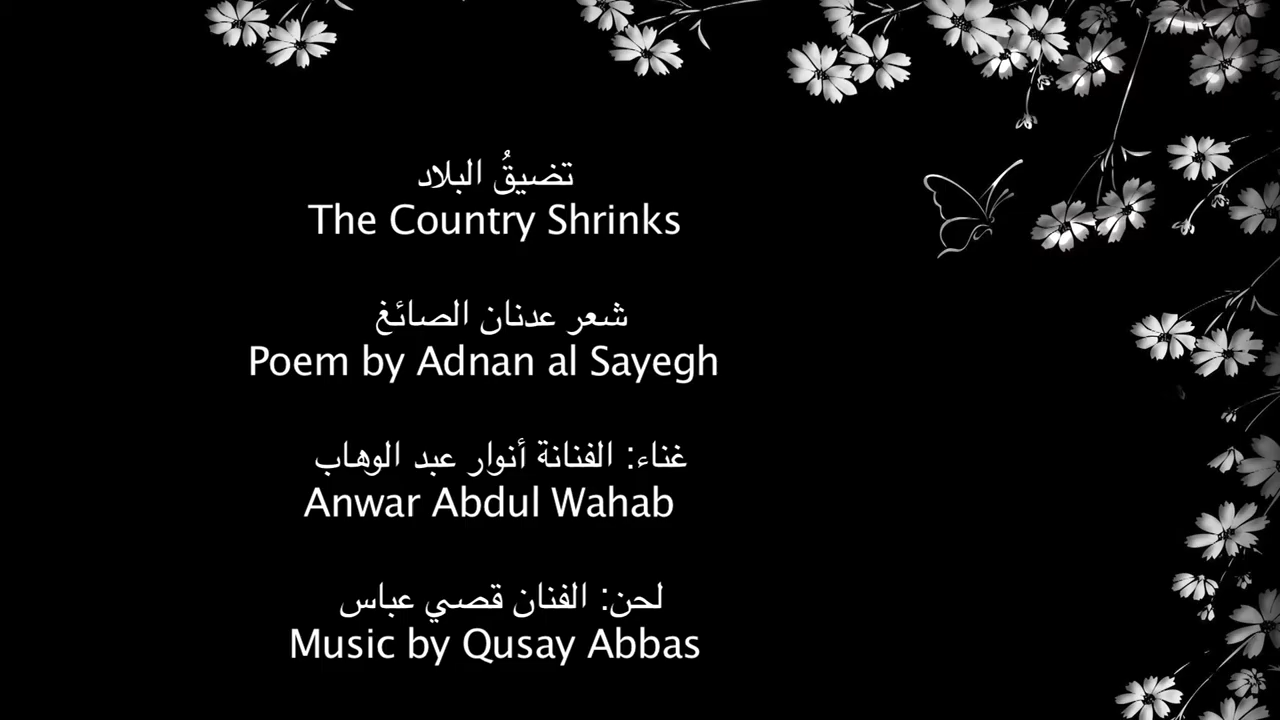 تضيقُ البلاد
The Country Shrinks
شعر عدنان الصائغ
Poem by Adnan al Sayegh
غناء: الفنانة أنوار عبد الوهاب
Anwar Abdul Wahab
لحن: الفنان قصي عباس
Music by Qusay Abbas